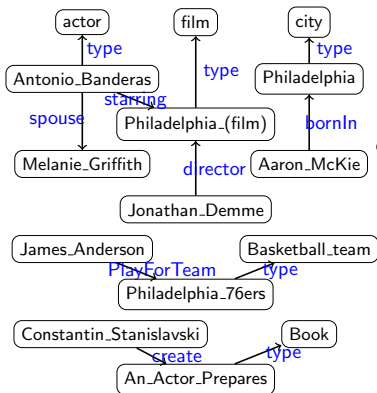 actor
film
city
type
type
type
Antonio_Banderas
Philadelphia
starring
spouse
Philadelphia_(film)
bornIn
Melanie_Griffith
director
Aaron_McKie
Jonathan_Demme
James_Anderson
Basketball_team
PlayForTeam
type
Philadelphia_76ers
Constantin_Stanislavski
Book
create
type
An_Actor_Prepares